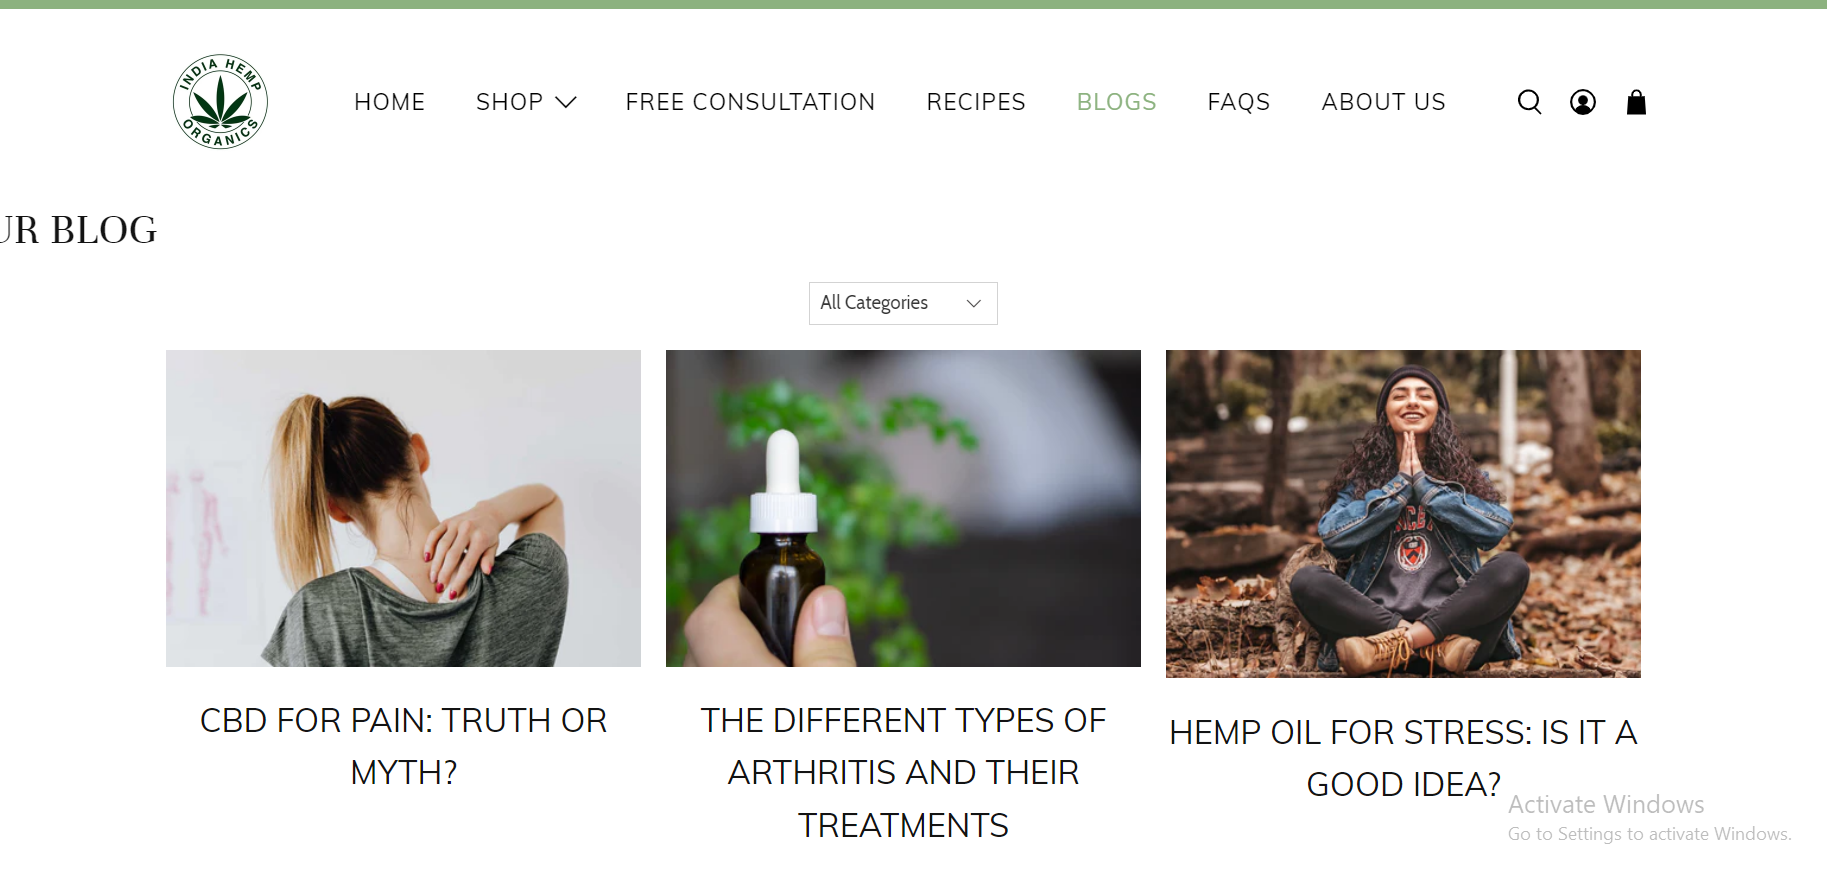 INDIA HEMP
ORGANICS
HOME SHOP FREE CONSULTATION RECIPES BLOGS FAQS ABOUT US
UR BLOG
All Categories
CBD FOR PAIN: TRUTH OR
MYTH?
THE DIFFERENT TYPES OF
ARTHRITIS AND THEIR
TREATMENTS
HEMP OIL FOR STRESS: IS IT A
GOOD IDEA?
Activate Windows
Go to Settings to activate Windows.